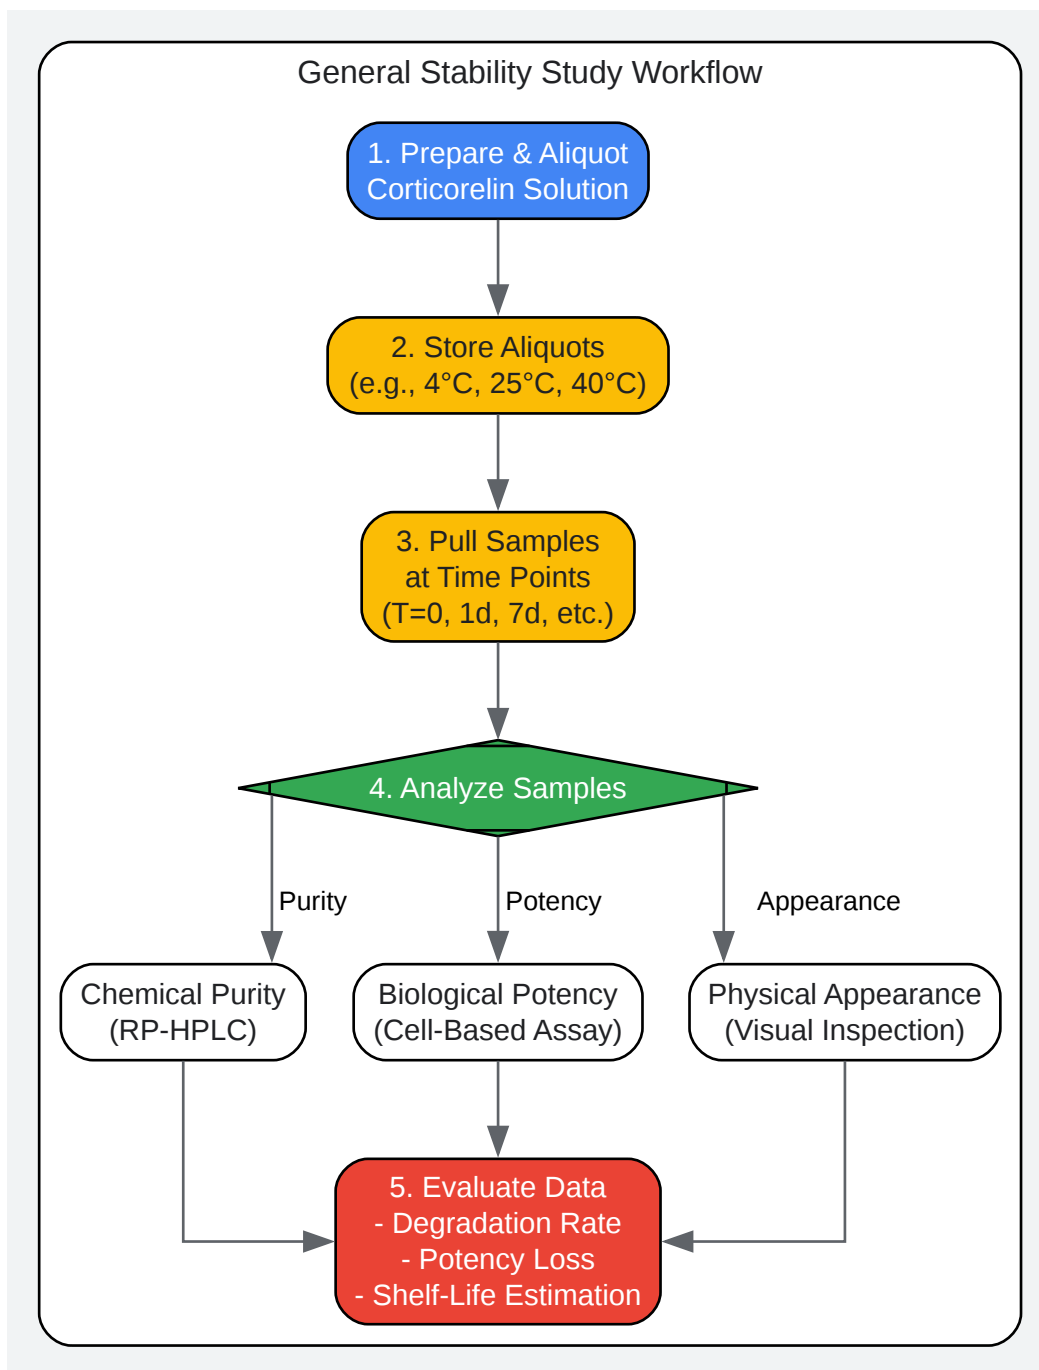 General Stability Study Workflow
1. Prepare & Aliquot
Corticorelin Solution
2. Store Aliquots
(e.g., 4°C, 25°C, 40°C)
3. Pull Samples
at Time Points
(T=0, 1d, 7d, etc.)
4. Analyze Samples
Purity
Potency
Appearance
Chemical Purity
(RP-HPLC)
Biological Potency
(Cell-Based Assay)
Physical Appearance
(Visual Inspection)
5. Evaluate Data
- Degradation Rate
- Potency Loss
- Shelf-Life Estimation